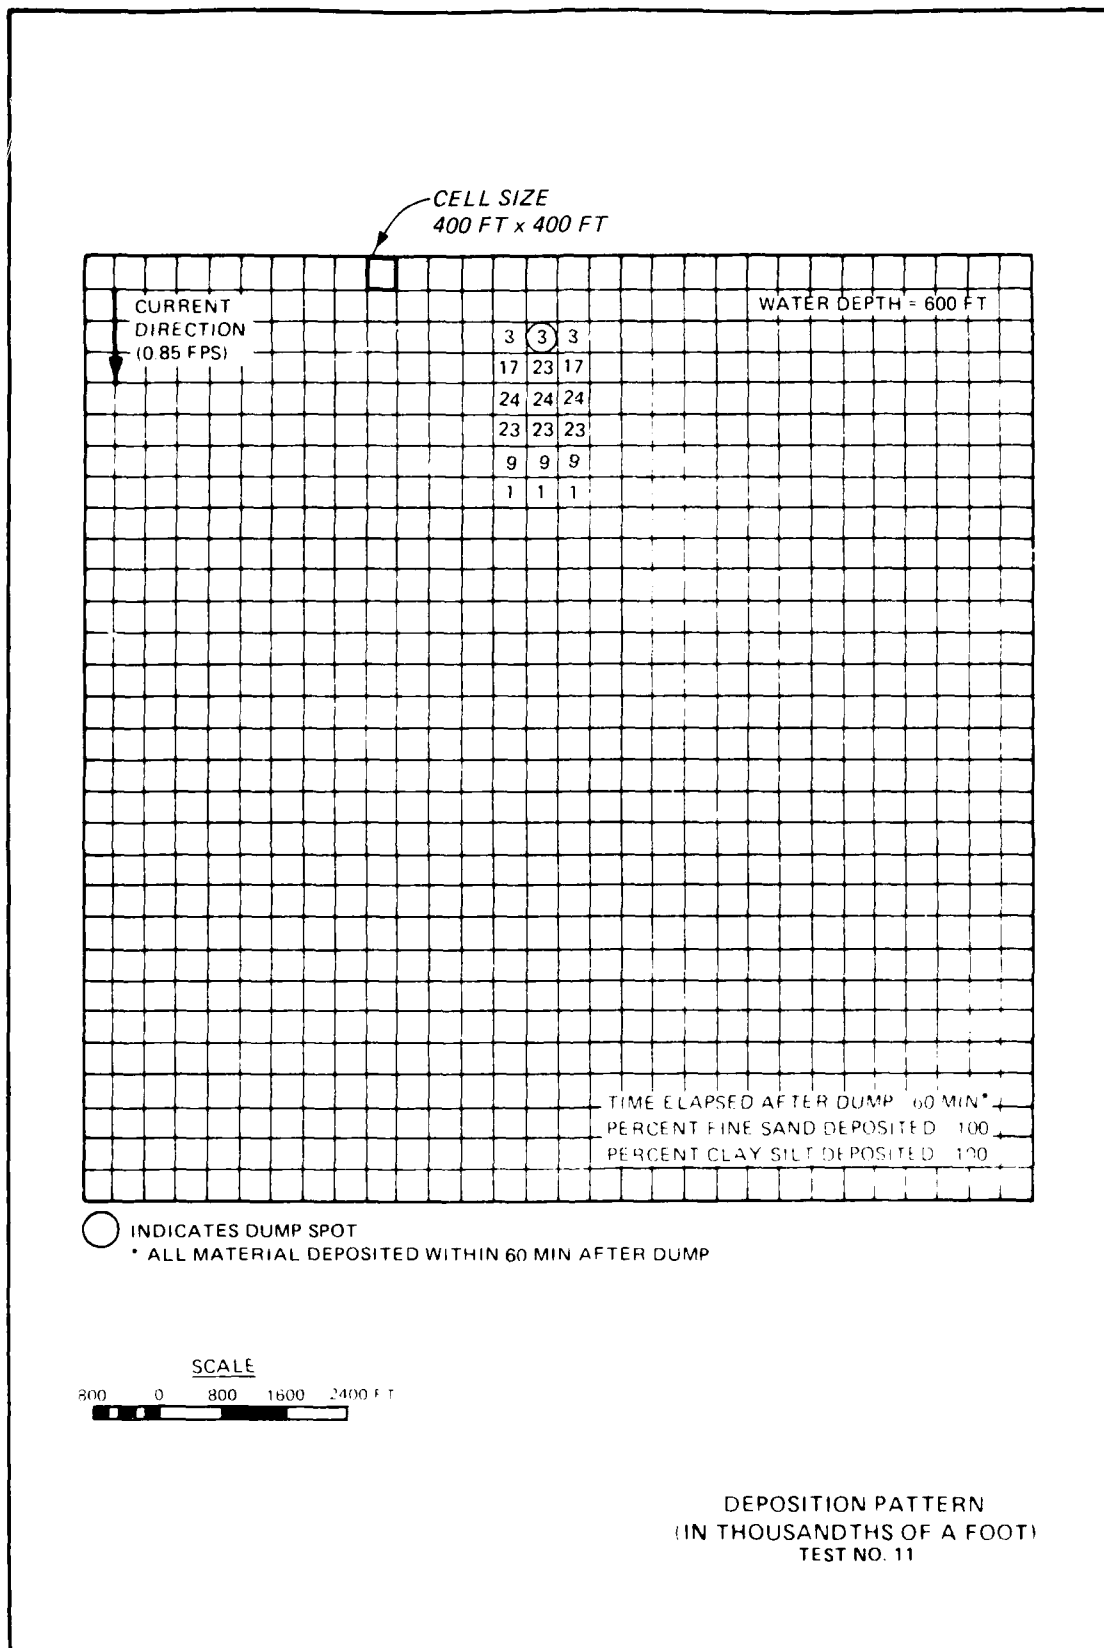 CELL SIZE
400 FT x 400 FT
CURRENT
DIRECTION
(0.85 FPS)
WATER DEPTH = 600 FT
3 3 3
17 23 17
24 24 24
23 23 23
9 9 9
1 1 1
TIME ELAPSED AFTER DUMP 60 MIN*
PERCENT FINE SAND DEPOSITED 100
PERCENT CLAY SILT DEPOSITED 100
INDICATES DUMP SPOT
* ALL MATERIAL DEPOSITED WITHIN 60 MIN AFTER DUMP
SCALE
800 0 800 1600 2400 FT
DEPOSITION PATTERN
(IN THOUSANDTHS OF A FOOT)
TEST NO. 11